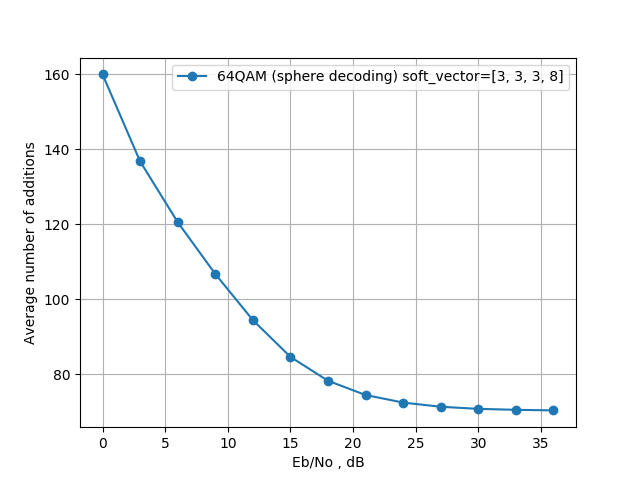 64QAM (sphere decoding) soft_vector=[3, 3, 3, 8]
Average number of additions
160
140
120
100
80
0 5 10 15 20 25 30 35
Eb/No , dB